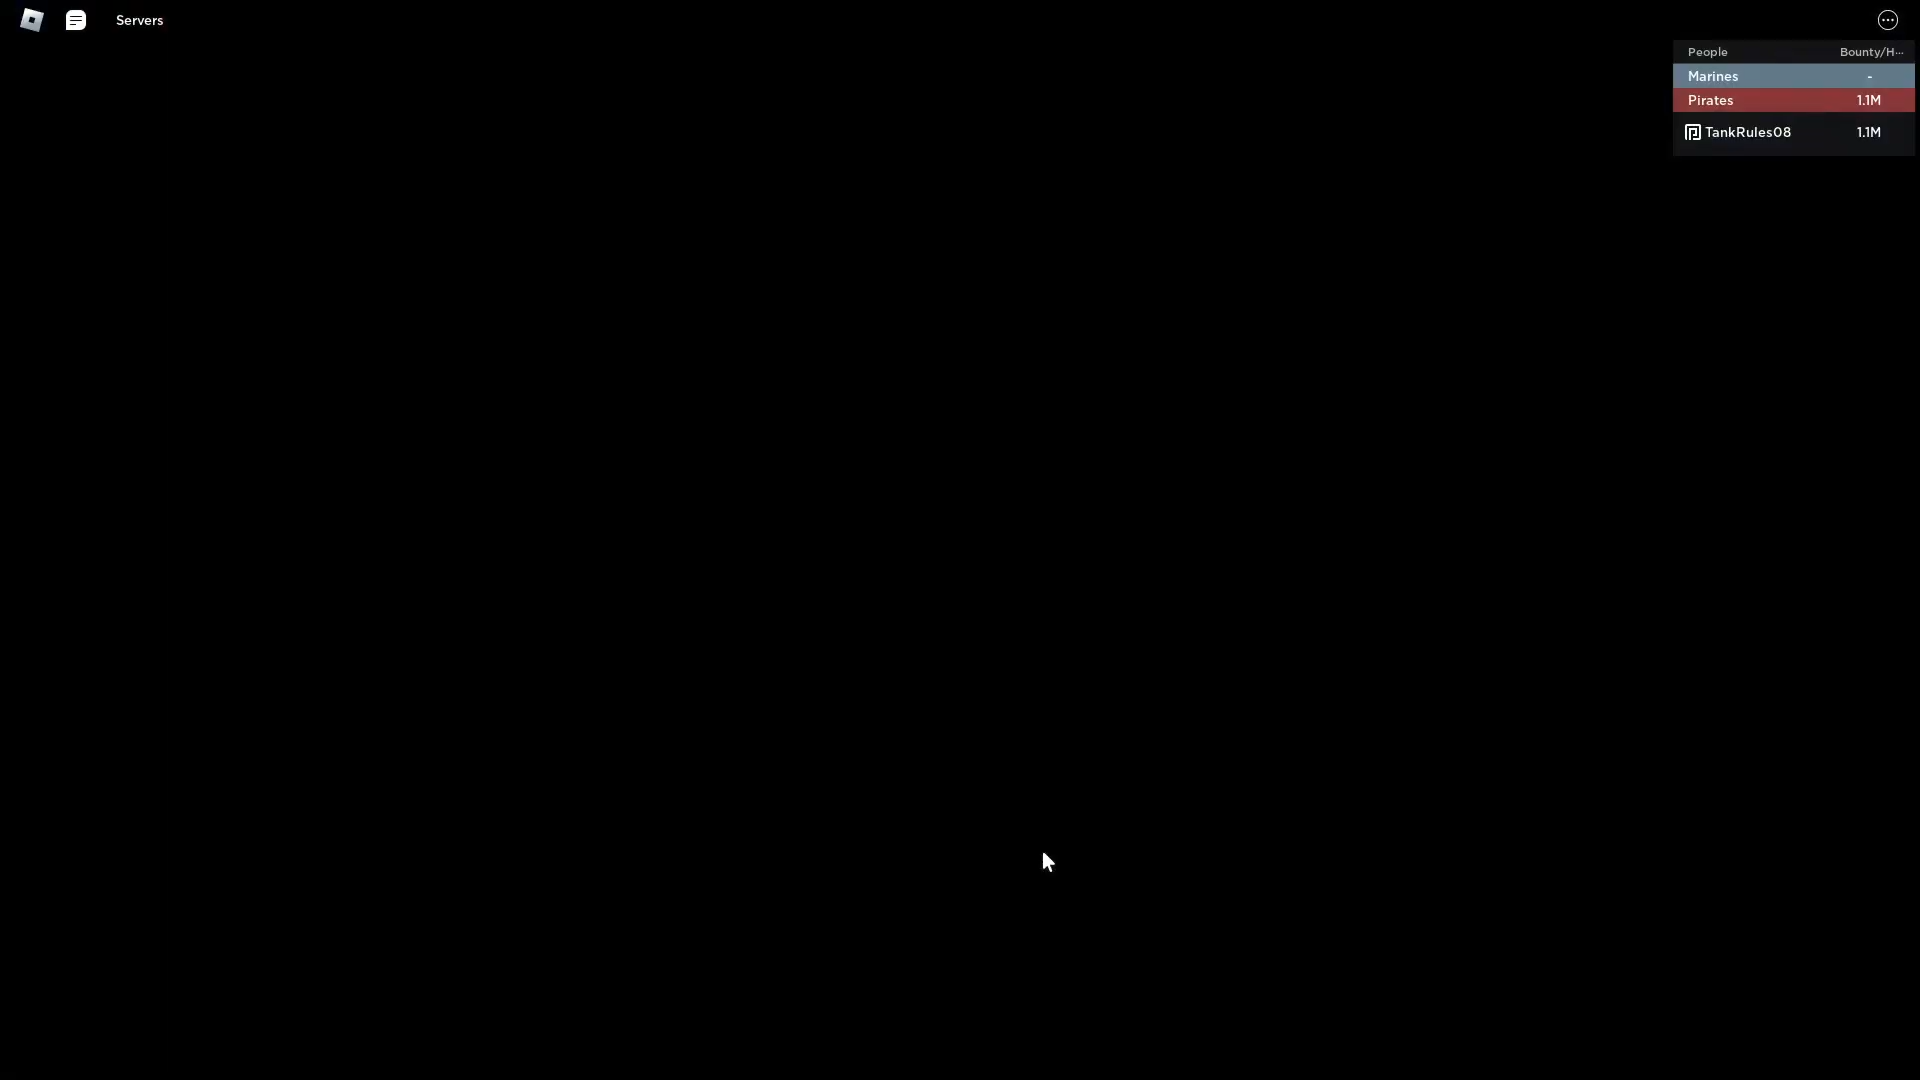 Servers
People Bounty/H...
Marines -
Pirates 1.1M
TankRules08 1.1M